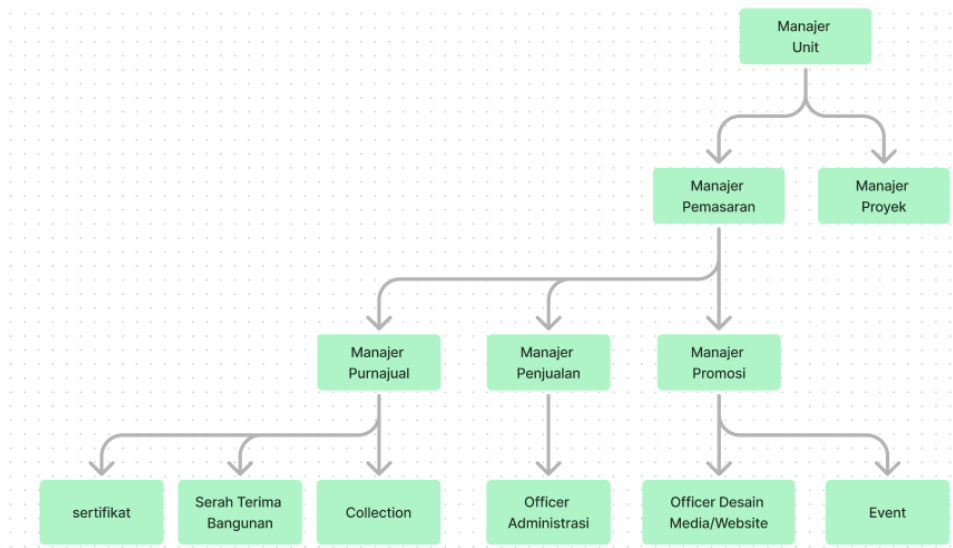 Manajer
Unit
Manajer
Pemasaran
Manajer
Proyek
Manajer
Purnajual
Manajer
Penjualan
Manajer
Promosi
sertifikat
Serah Terima
Bangunan
Collection
Officer
Administrasi
Officer Desain
Media/Website
Event